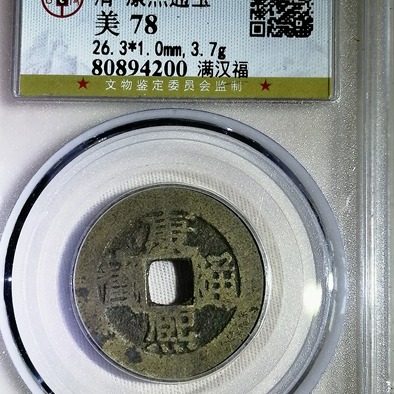 清 康熙通宝
美 78
26.3*1.0mm,3.7g
80894200 满汉福
★ 文物鉴定委员会监制 ★
康熙通寶